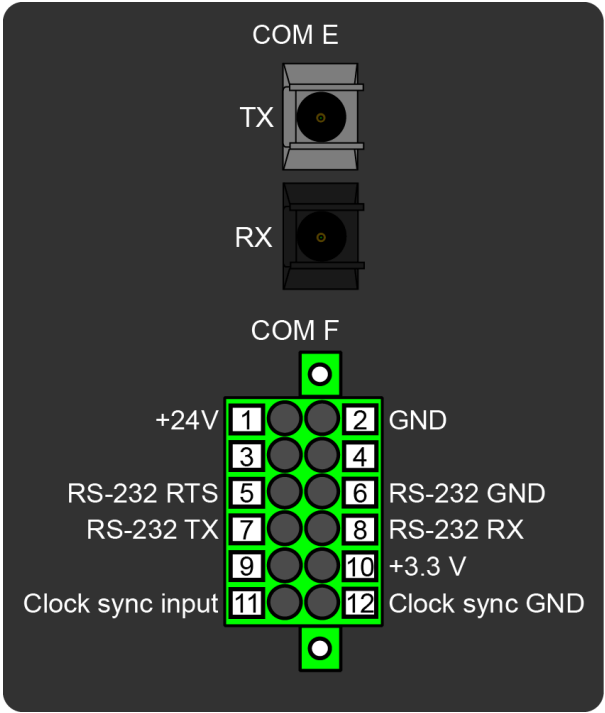 COM E
TX
RX
COM F
+24V 1 2 GND
3 4
RS-232 RTS 5 6 RS-232 GND
RS-232 TX 7 8 RS-232 RX
9 10 +3.3 V
Clock sync input 11 12 Clock sync GND